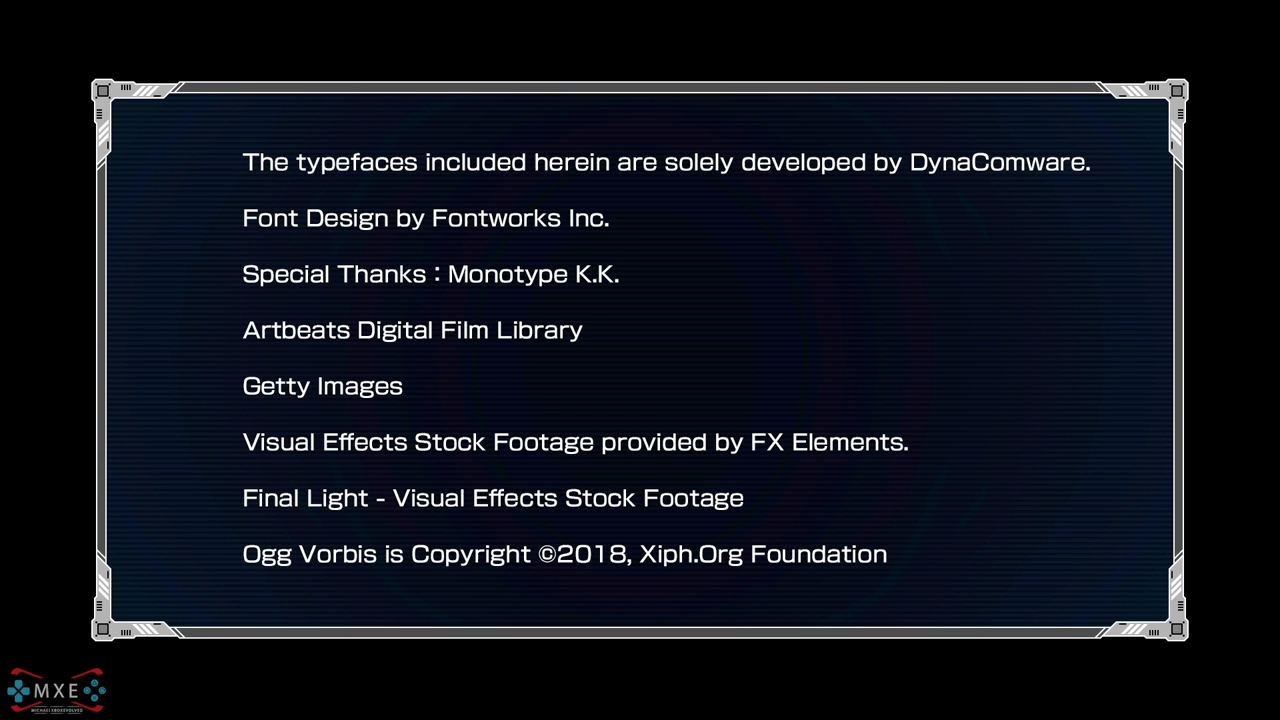 The typefaces included herein are solely developed by DynaComware.
Font Design by Fontworks Inc.
Special Thanks : Monotype K.K.
Artbeats Digital Film Library
Getty Images
Visual Effects Stock Footage provided by FX Elements.
Final Light - Visual Effects Stock Footage
Ogg Vorbis is Copyright ©2018, Xiph.Org Foundation
MXE
MICHAELXBOXEVOLVED